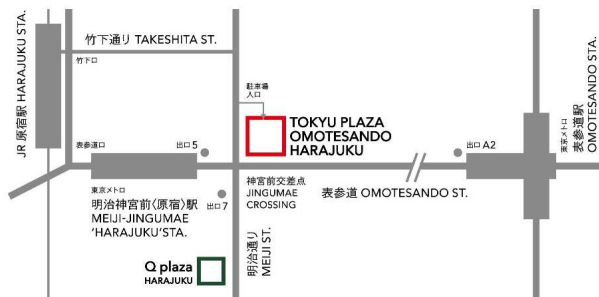 JR 原宿駅 HARAJUKU STA.
竹下通り TAKESHITA ST.
竹下口
駐車場
入口
TOKYU PLAZA
OMOTESANDO
HARAJUKU
表参道口
出口 5
出口 A2
東京メトロ
表参道駅
OMOTESANDO STA.
東京メトロ
明治神宮前〈原宿〉駅
MEIJI-JINGUMAE
'HARAJUKU'STA.
出口 7
神宮前交差点
JINGUMAE
CROSSING
表参道 OMOTESANDO ST.
明治通り
MEIJI ST.
Q plaza
HARAJUKU